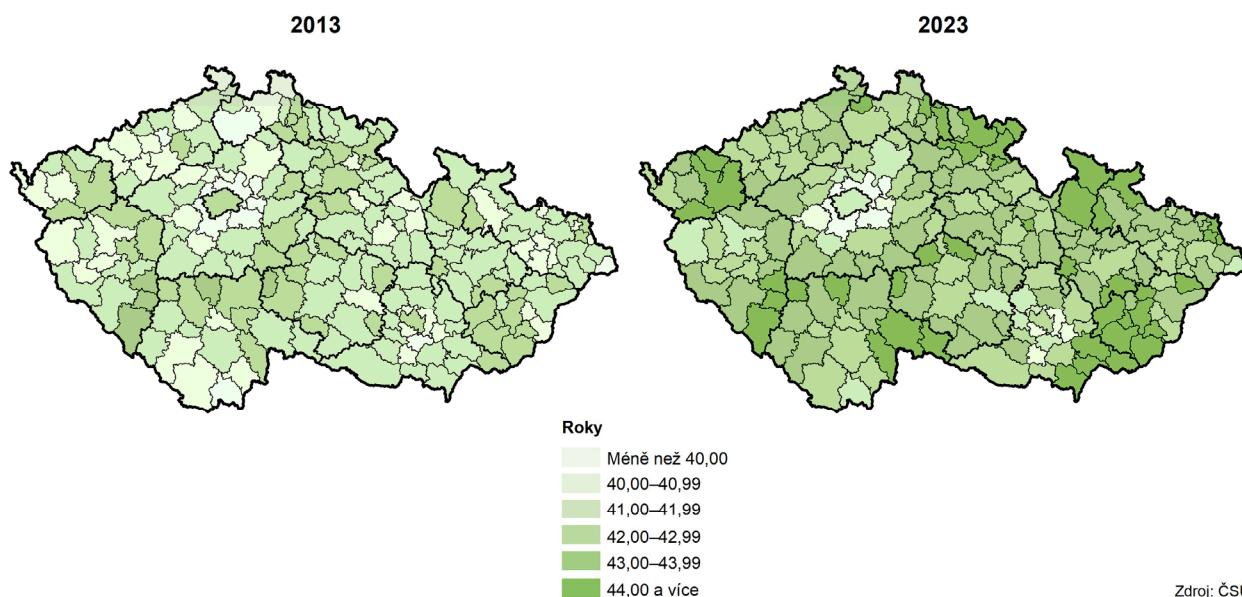 2013
2023
Roky
Méně než 40,00
40,00–40,99
41,00–41,99
42,00–42,99
43,00–43,99
44,00 a více
Zdroj: ČSÚ